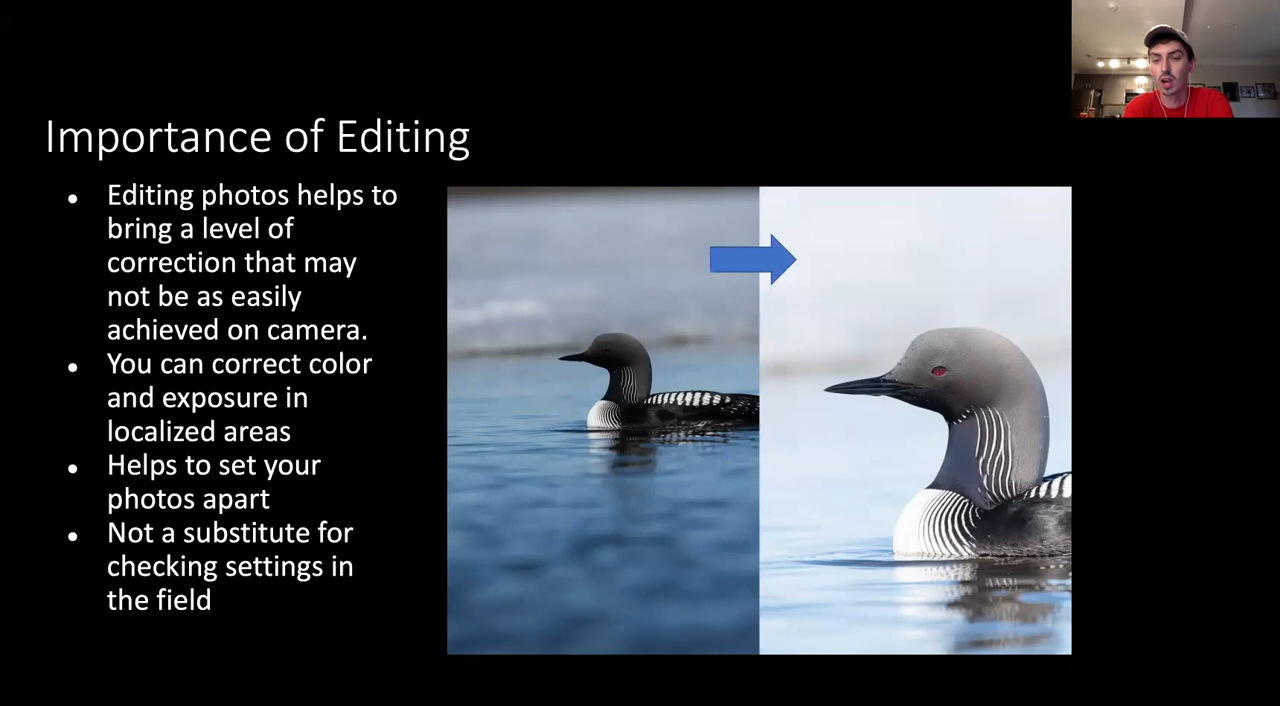 Importance of Editing
• Editing photos helps to
bring a level of
correction that may
not be as easily
achieved on camera.
• You can correct color
and exposure in
localized areas
• Helps to set your
photos apart
• Not a substitute for
checking settings in
the field